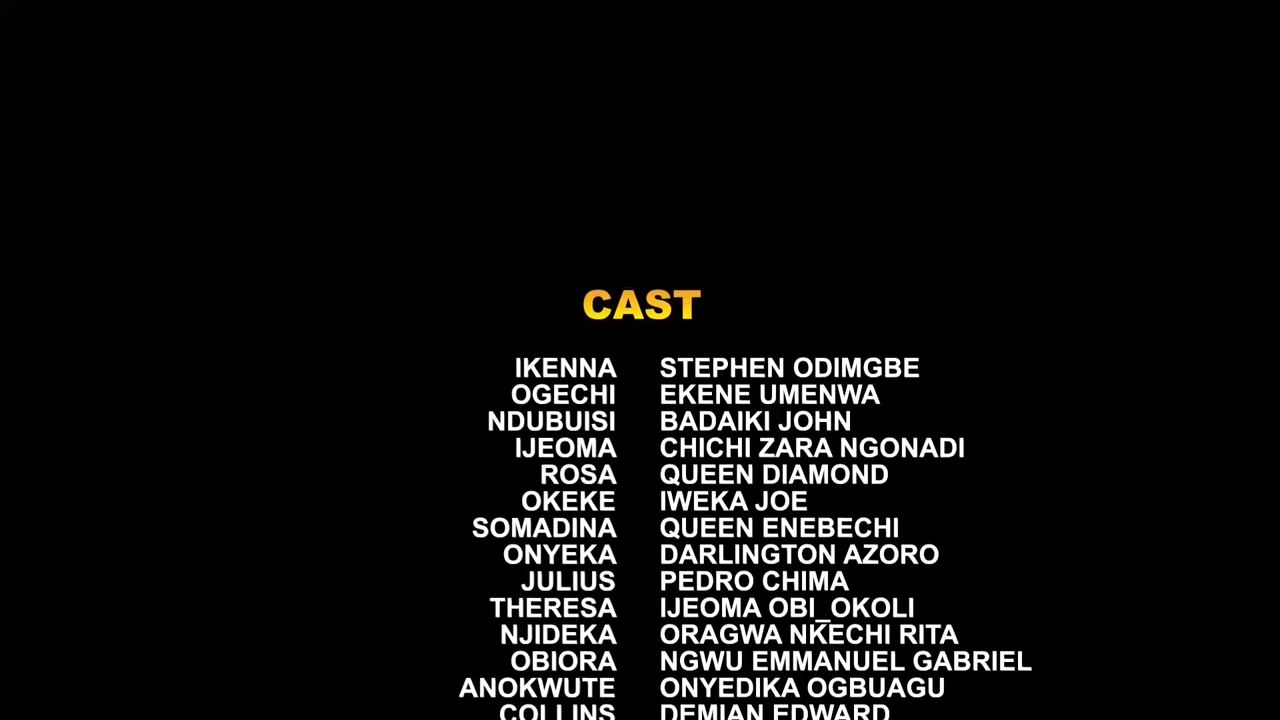 CAST
IKENNA STEPHEN ODIMGBE
OGECHI EKENE UMENWA
NDUBUISI BADAIKI JOHN
IJEOMA CHICHI ZARA NGONADI
ROSA QUEEN DIAMOND
OKEKE IWEKA JOE
SOMADINA QUEEN ENEBECHI
ONYEKA DARLINGTON AZORO
JULIUS PEDRO CHIMA
THERESA IJEOMA OBI_OKOLI
NJIDEKA ORAGWA NKECHI RITA
OBIORA NGWU EMMANUEL GABRIEL
ANOKWUTE ONYEDIKA OGBUAGU
COLLINS DEMIAN EDWARD